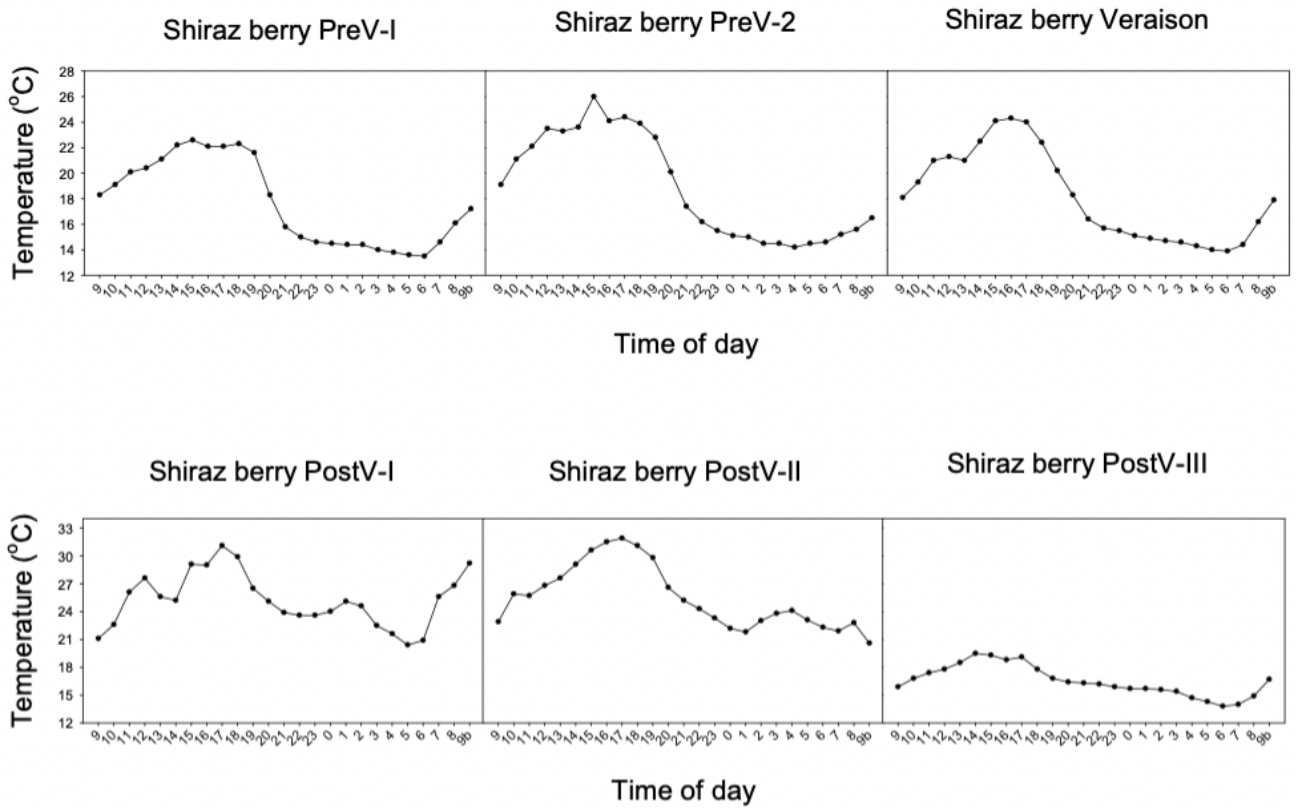 Shiraz berry PreV-I
Shiraz berry PreV-2
Shiraz berry Veraison
Temperature (°C)
28
26
24
22
20
18
16
14
12
9 10 11 12 13 14 15 16 17 18 19 20 21 22 23 0 1 2 3 4 5 6 7 8 9b
9 10 11 12 13 14 15 16 17 18 19 20 21 22 23 0 1 2 3 4 5 6 7 8 9b
9 10 11 12 13 14 15 16 17 18 19 20 21 22 23 0 1 2 3 4 5 6 7 8 9b
Time of day
Shiraz berry PostV-I
Shiraz berry PostV-II
Shiraz berry PostV-III
Temperature (°C)
33
30
27
24
21
18
15
12
9 10 11 12 13 14 15 16 17 18 19 20 21 22 23 0 1 2 3 4 5 6 7 8 9b
9 10 11 12 13 14 15 16 17 18 19 20 21 22 23 0 1 2 3 4 5 6 7 8 9b
9 10 11 12 13 14 15 16 17 18 19 20 21 22 23 0 1 2 3 4 5 6 7 8 9b
Time of day